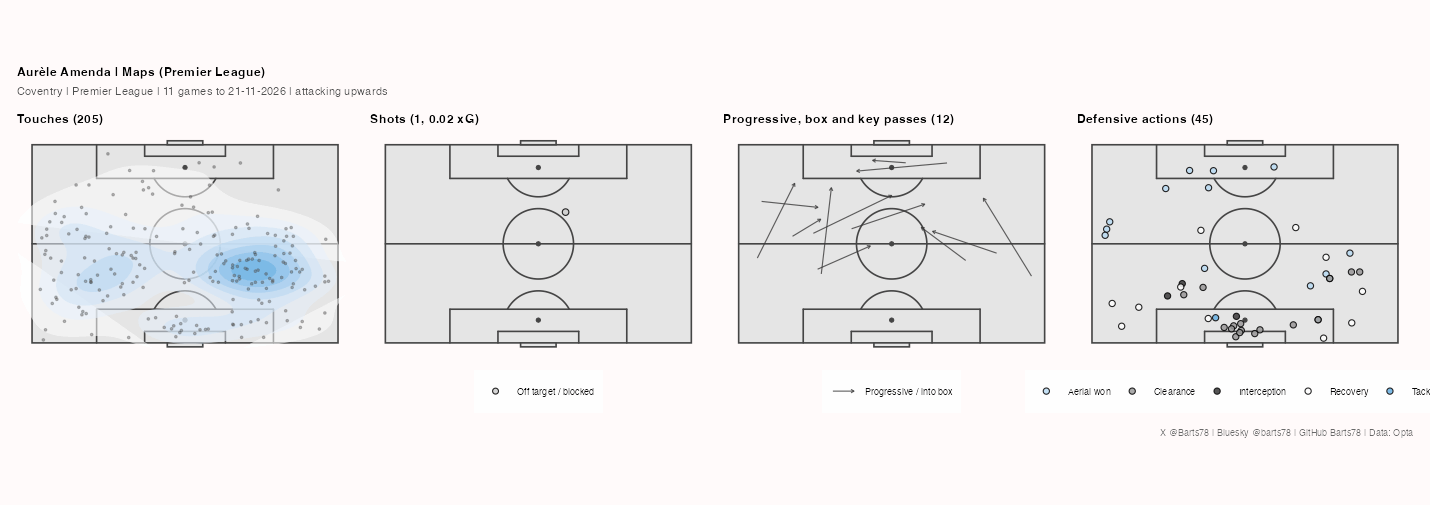 Aurèle Amenda | Maps (Premier League)
Coventry | Premier League | 11 games to 21-11-2026 | attacking upwards
Touches (205)
Shots (1, 0.02 xG)
Progressive, box and key passes (12)
Defensive actions (45)
Off target / blocked
Progressive / into box
Aerial won
Clearance
Interception
Recovery
Tack
X @Barts78 | Bluesky @barts78 | GitHub Barts78 | Data: Opta